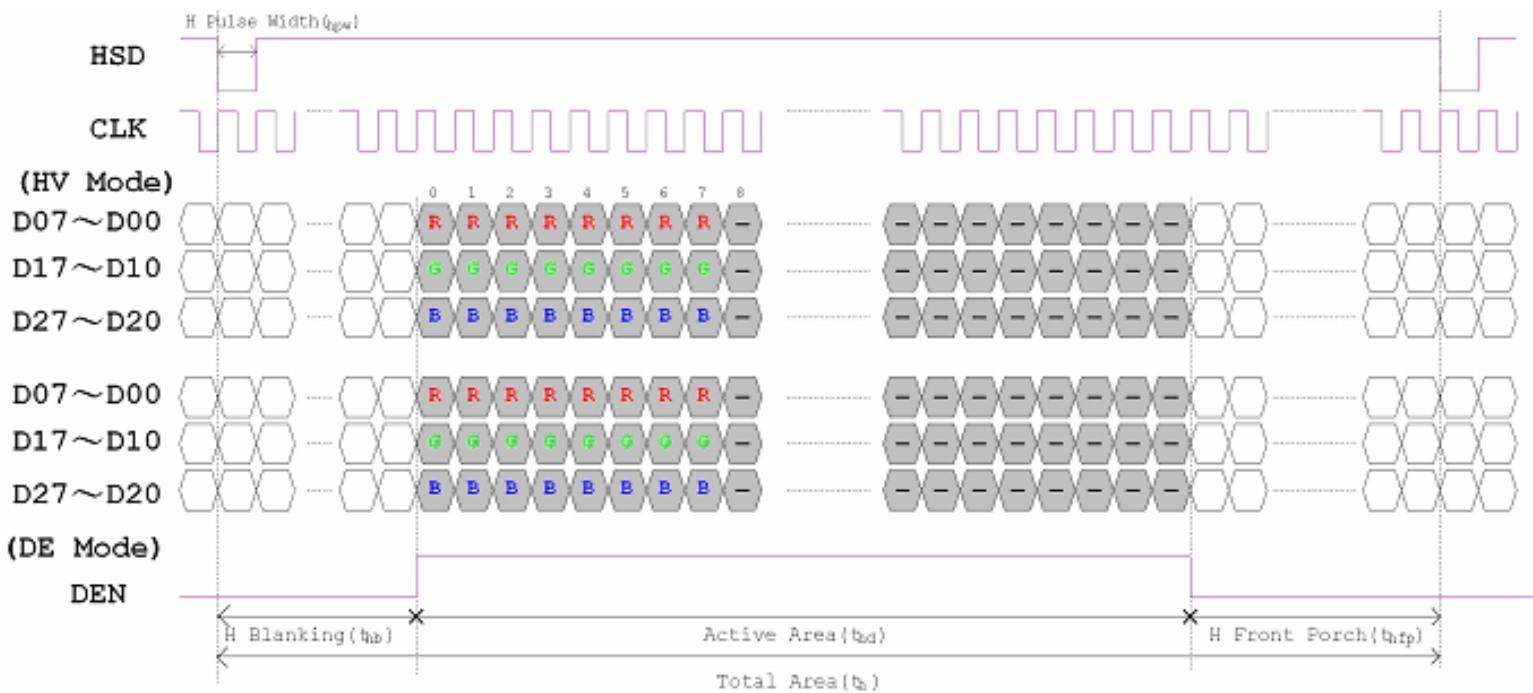 H Pulse Width(thpw)
HSD
CLK
(HV Mode)
0 1 2 3 4 5 6 7 8
D07～D00 R R R R R R R R – – – – – – – – –
D17～D10 G G G G G G G G – – – – – – – – –
D27～D20 B B B B B B B B – – – – – – – – –
D07～D00 R R R R R R R R – – – – – – – – –
D17～D10 G G G G G G G G – – – – – – – – –
D27～D20 B B B B B B B B – – – – – – – – –
(DE Mode)
DEN
H Blanking(thb) Active Area(thd) H Front Porch(thfp)
Total Area(th)